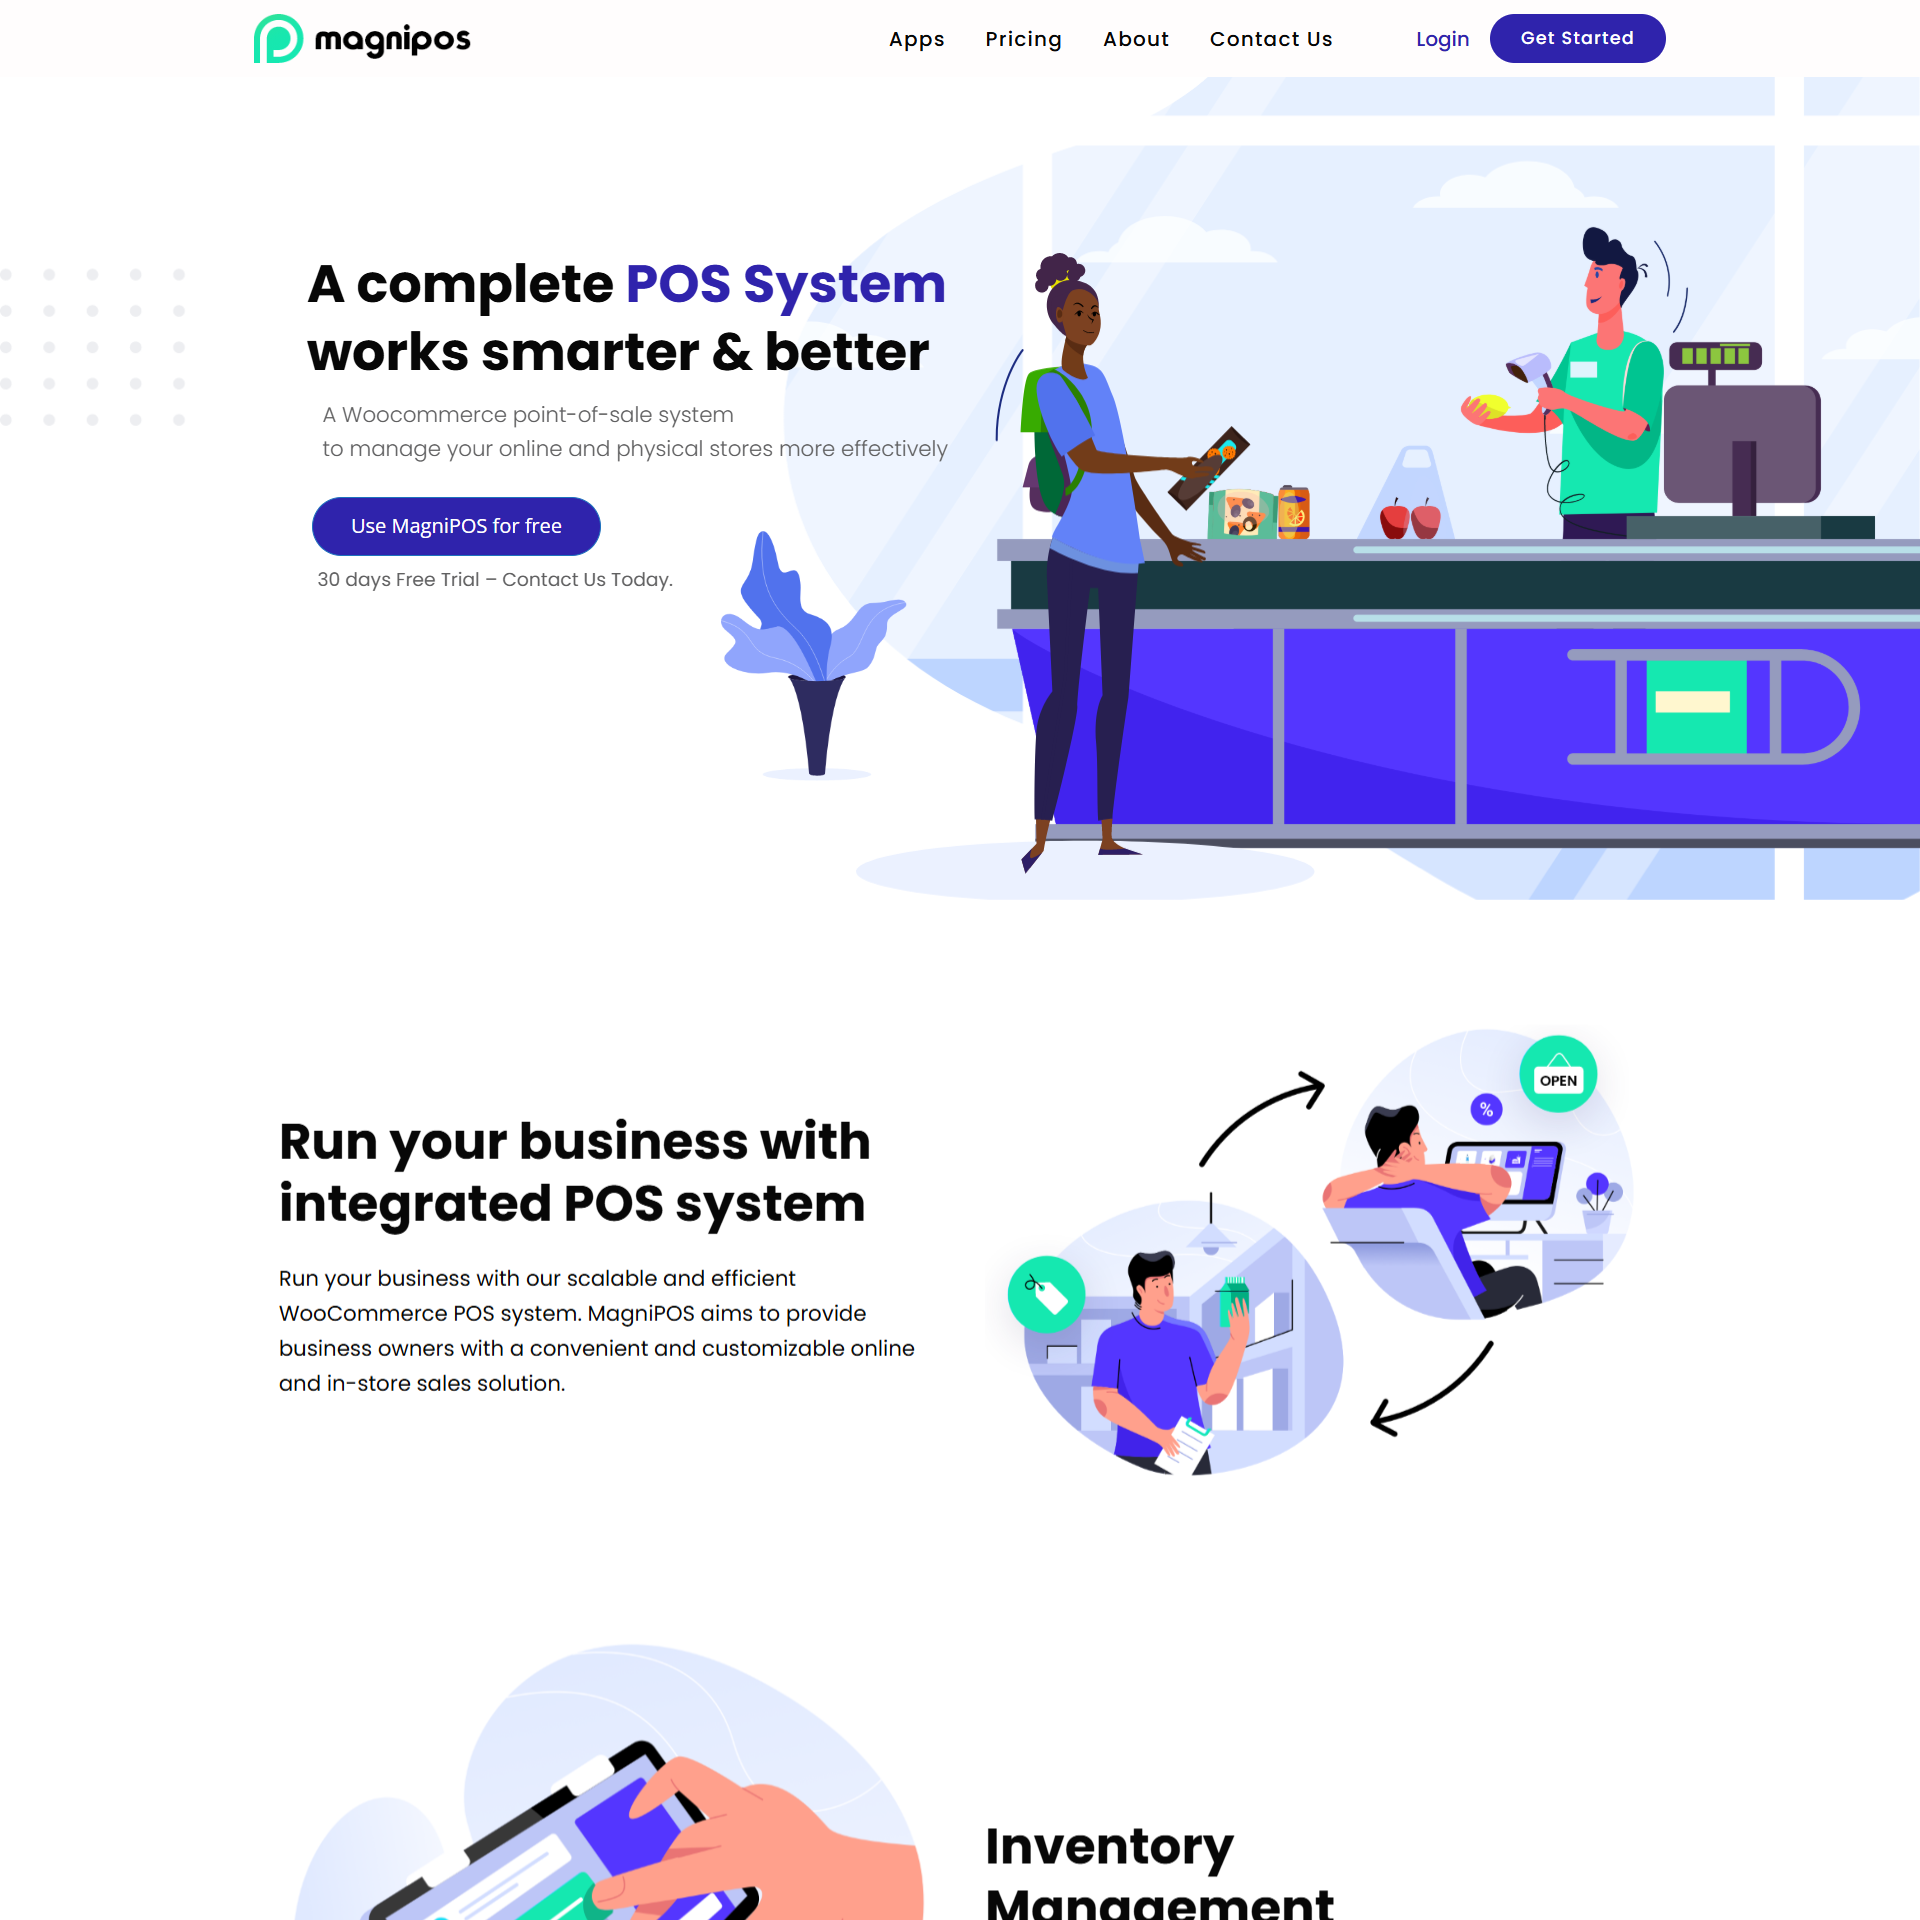 magnipos
Apps Pricing About Contact Us Login Get Started
A complete POS System
works smarter & better
A Woocommerce point-of-sale system
to manage your online and physical stores more effectively
Use MagniPOS for free
30 days Free Trial – Contact Us Today.
OPEN
%
Run your business with
integrated POS system
Run your business with our scalable and efficient
WooCommerce POS system. MagniPOS aims to provide
business owners with a convenient and customizable online
and in-store sales solution.
Inventory
Management